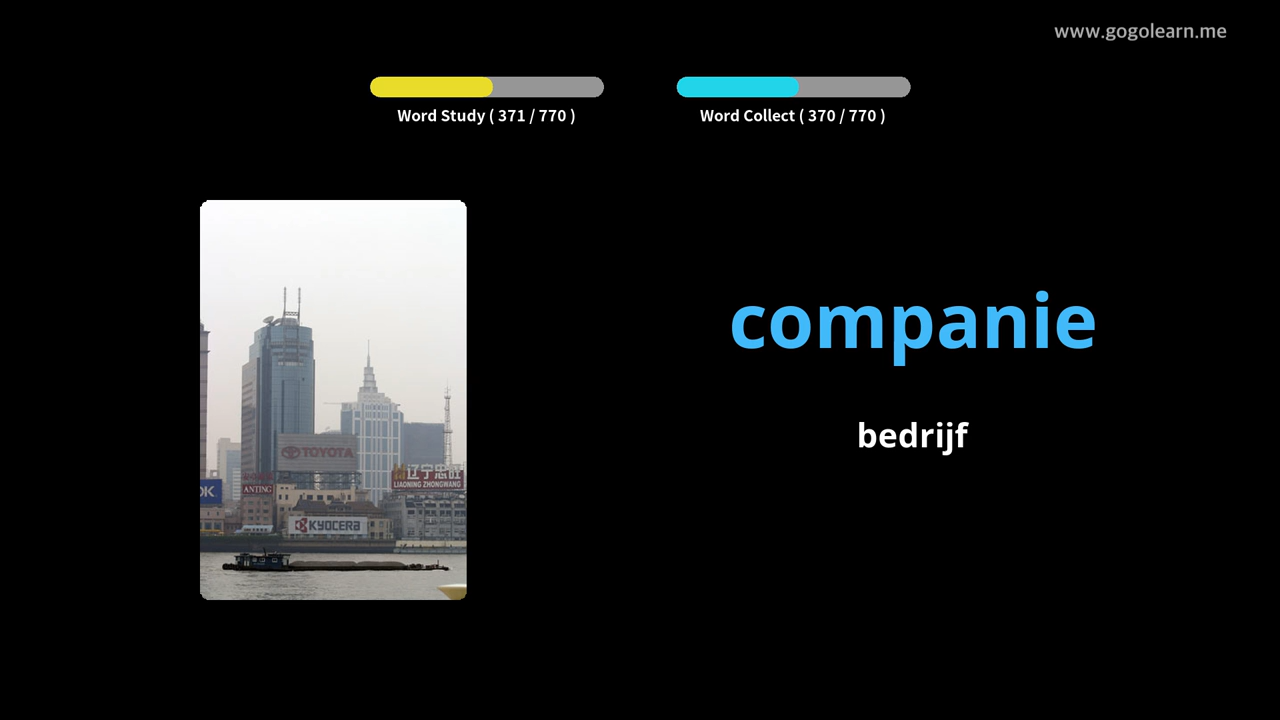 www.gogolearn.me
Word Study ( 371 / 770 )
Word Collect ( 370 / 770 )
companie
bedrijf
TOYOTA
辽宁忠旺
LIAONING ZHONGWANG
ANTING
KYOCERA